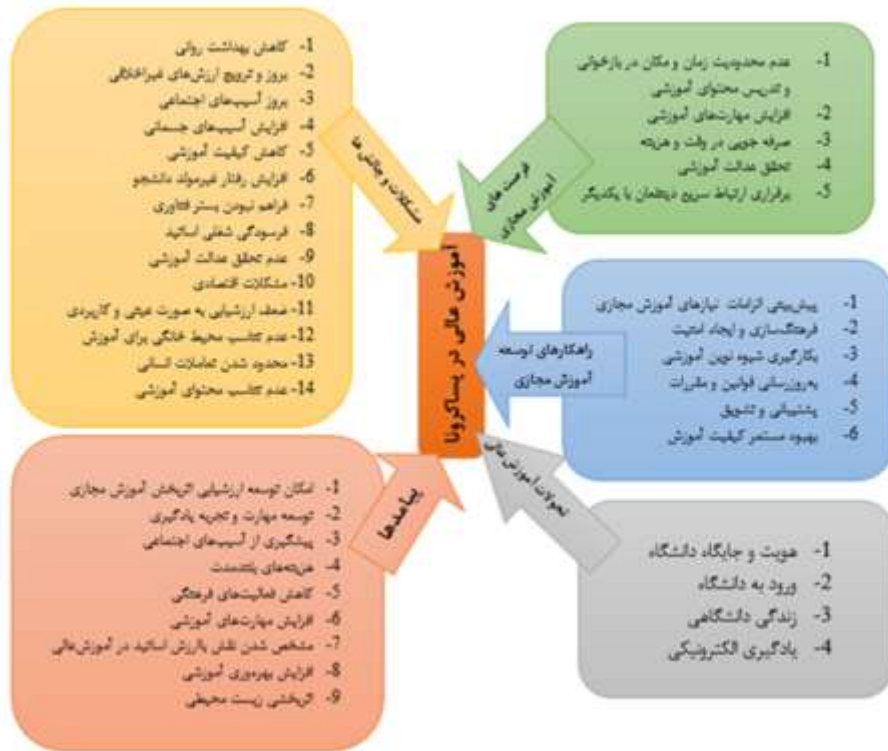 آموزش عالی در پساکرونا
فرصت های
آموزش مجازی
1- عدم محدودیت زمان و مکان در بازخوانی
و تدریس محتوای آموزشی
2- افزایش مهارت‌های آموزشی
3- صرفه جویی در وقت و هزینه
4- تحقق عدالت آموزشی
5- برقراری ارتباط سریع ذینفعان با یکدیگر
مشکلات و چالش ها
1- کاهش بهداشت روانی
2- بروز و ترویج ارزش‌های غیراخلاقی
3- بروز آسیب‌های اجتماعی
4- افزایش آسیب‌های جسمانی
5- کاهش کیفیت آموزشی
6- افزایش رفتار غیرمولد دانشجو
7- فراهم نبودن بستر فناوری
8- فرسودگی شغلی اساتید
9- عدم تحقق عدالت آموزشی
10- مشکلات اقتصادی
11- ضعف ارزشیابی به صورت عینی و کاربردی
12- عدم تناسب محیط خانگی برای آموزش
13- محدود شدن تعاملات انسانی
14- عدم تناسب محتوای آموزشی
راهکارهای توسعه
آموزش مجازی
1- پیش‌بینی الزامات نیازهای آموزش مجازی
2- فرهنگ‌سازی و ایجاد امنیت
3- بکارگیری شیوه نوین آموزشی
4- به‌روزرسانی قوانین و مقررات
5- پشتیبانی و تشویق
6- بهبود مستمر کیفیت آموزش
تحولات آموزش عالی
1- هویت و جایگاه دانشگاه
2- ورود به دانشگاه
3- زندگی دانشگاهی
4- یادگیری الکترونیکی
پیامدها
1- امکان توسعه ارزشیابی اثربخش آموزش مجازی
2- توسعه مهارت و تجربه یادگیری
3- پیشگیری از آسیب‌های اجتماعی
4- هزینه‌های بلندمدت
5- کاهش فعالیت‌های فرهنگی
6- افزایش مهارت‌های آموزشی
7- مشخص شدن نقش باارزش اساتید در آموزش‌عالی
8- افزایش بهره‌وری آموزشی
9- اثربخشی زیست محیطی